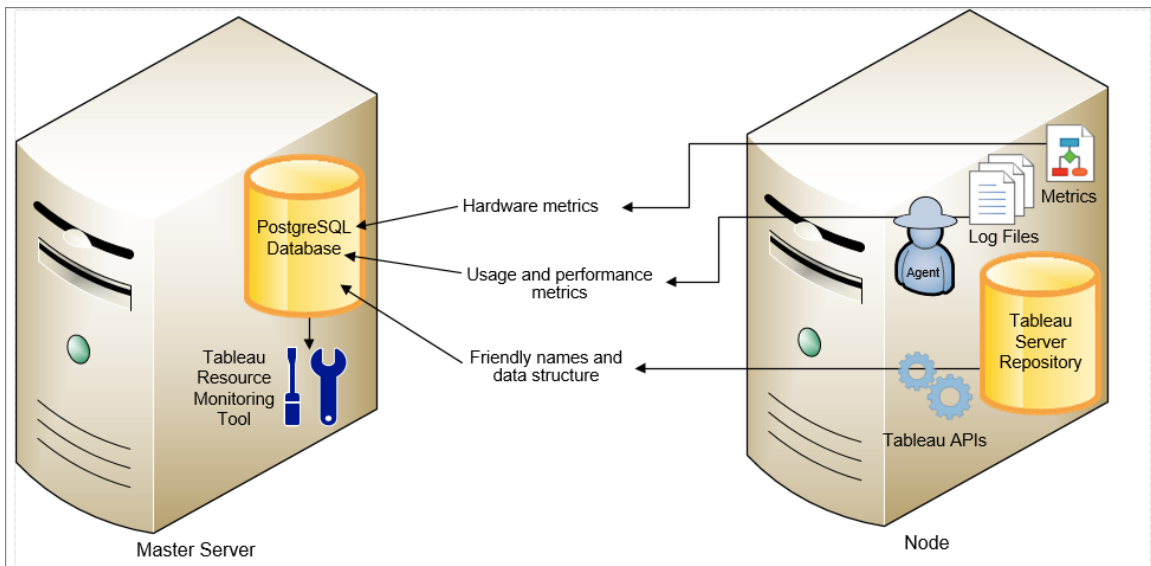 PostgreSQL
Database
Tableau
Resource
Monitoring
Tool
Master Server
Hardware metrics
Usage and performance
metrics
Friendly names and
data structure
Metrics
Log Files
Agent
Tableau
Server
Repository
Tableau APIs
Node